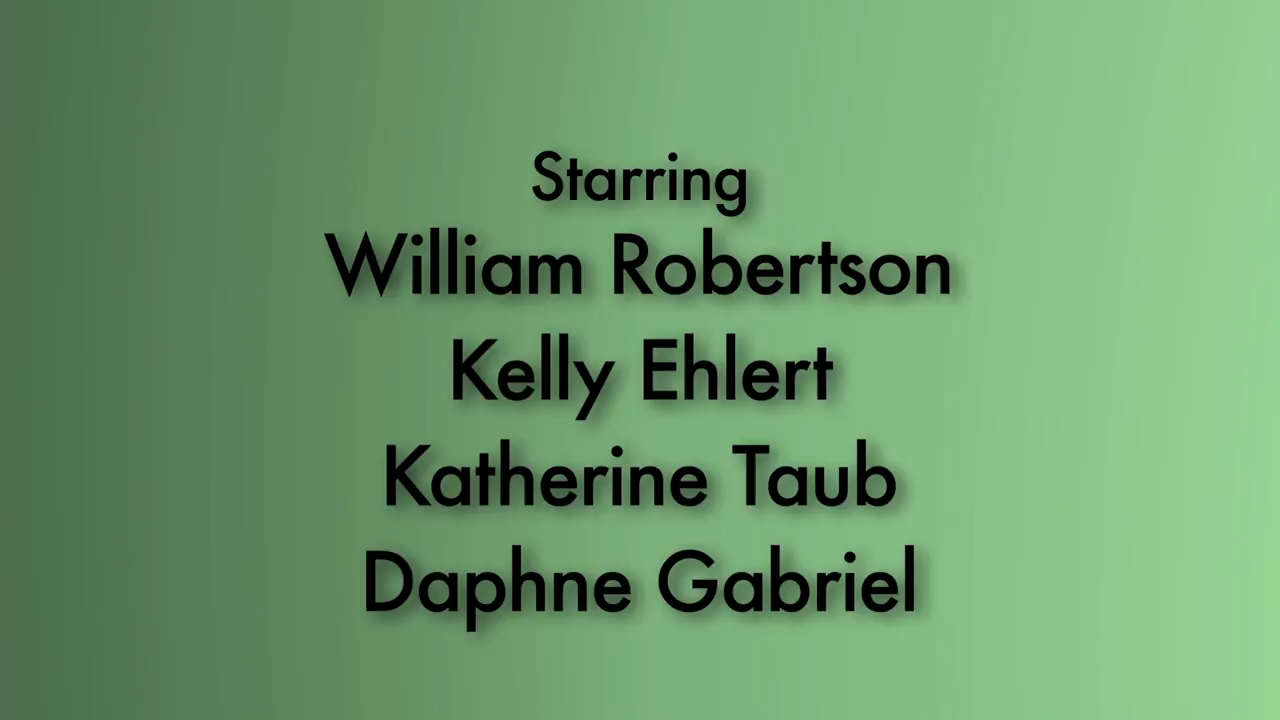 Starring
William Robertson
Kelly Ehlert
Katherine Taub
Daphne Gabriel